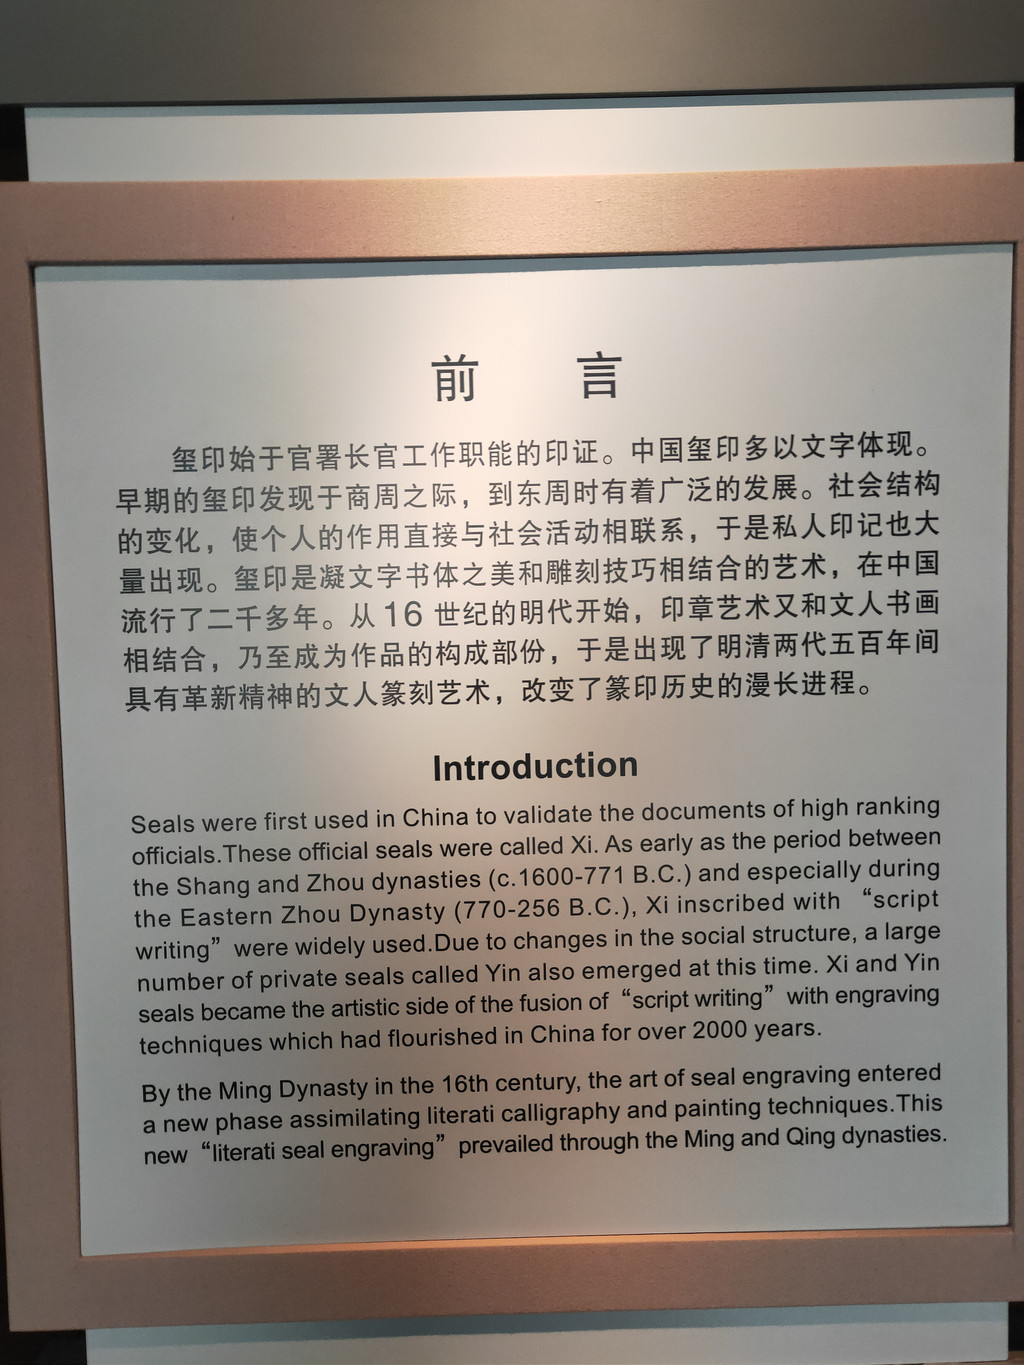 前 言
玺印始于官署长官工作职能的印证。中国玺印多以文字体现。
早期的玺印发现于商周之际，到东周时有着广泛的发展。社会结构
的变化，使个人的作用直接与社会活动相联系，于是私人印记也大
量出现。玺印是凝文字书体之美和雕刻技巧相结合的艺术，在中国
流行了二千多年。从 16 世纪的明代开始，印章艺术又和文人书画
相结合，乃至成为作品的构成部份，于是出现了明清两代五百年间
具有革新精神的文人篆刻艺术，改变了篆印历史的漫长进程。
Introduction
Seals were first used in China to validate the documents of high ranking
officials.These official seals were called Xi. As early as the period between
the Shang and Zhou dynasties (c.1600-771 B.C.) and especially during
the Eastern Zhou Dynasty (770-256 B.C.), Xi inscribed with “script
writing” were widely used.Due to changes in the social structure, a large
number of private seals called Yin also emerged at this time. Xi and Yin
seals became the artistic side of the fusion of “script writing” with engraving
techniques which had flourished in China for over 2000 years.
By the Ming Dynasty in the 16th century, the art of seal engraving entered
a new phase assimilating literati calligraphy and painting techniques.This
new “literati seal engraving” prevailed through the Ming and Qing dynasties.